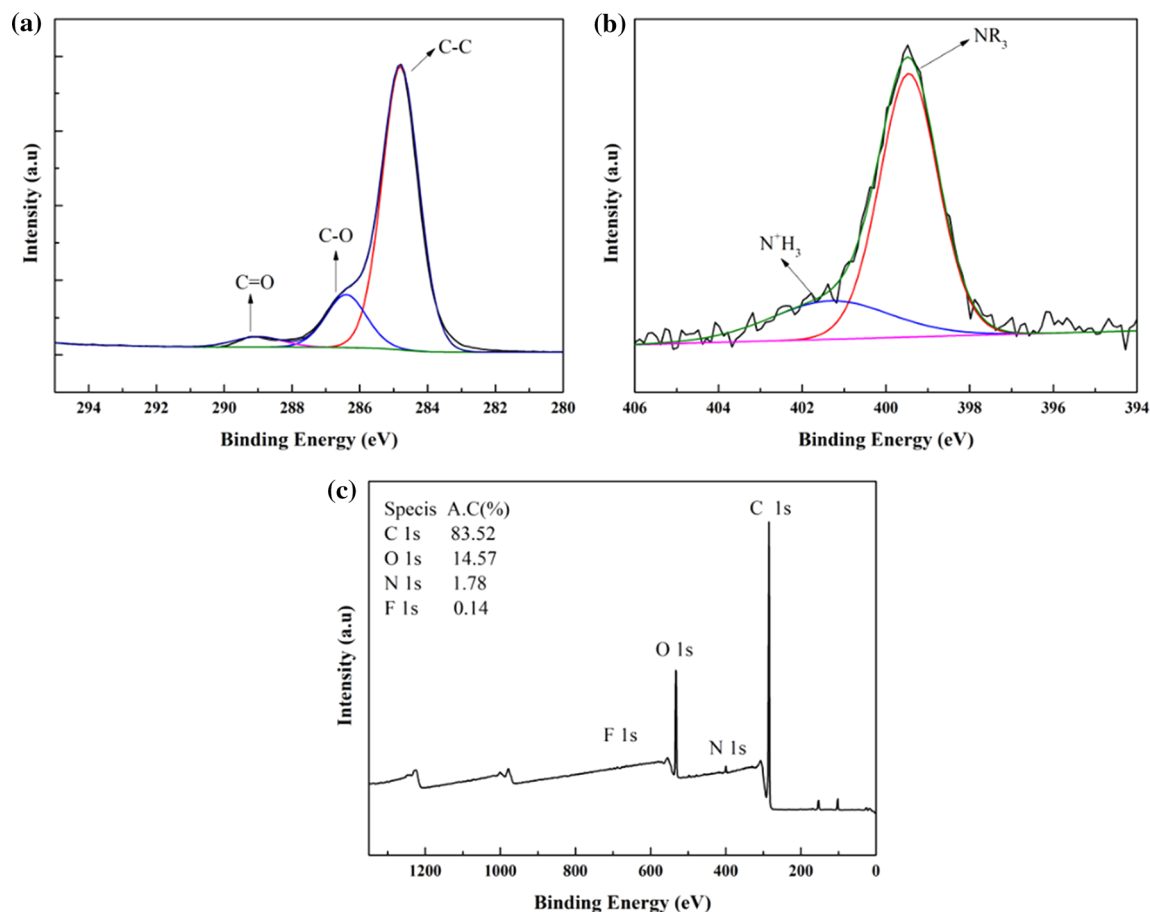 (a)
C-C
C-O
C=O
Intensity (a.u)
294 292 290 288 286 284 282 280
Binding Energy (eV)
(b)
NR3
N+H3
Intensity (a.u)
406 404 402 400 398 396 394
Binding Energy (eV)
(c)
Specis A.C(%)
C 1s 83.52
O 1s 14.57
N 1s 1.78
F 1s 0.14
C 1s
O 1s
F 1s
N 1s
Intensity (a.u)
1200 1000 800 600 400 200 0
Binding Energy (eV)